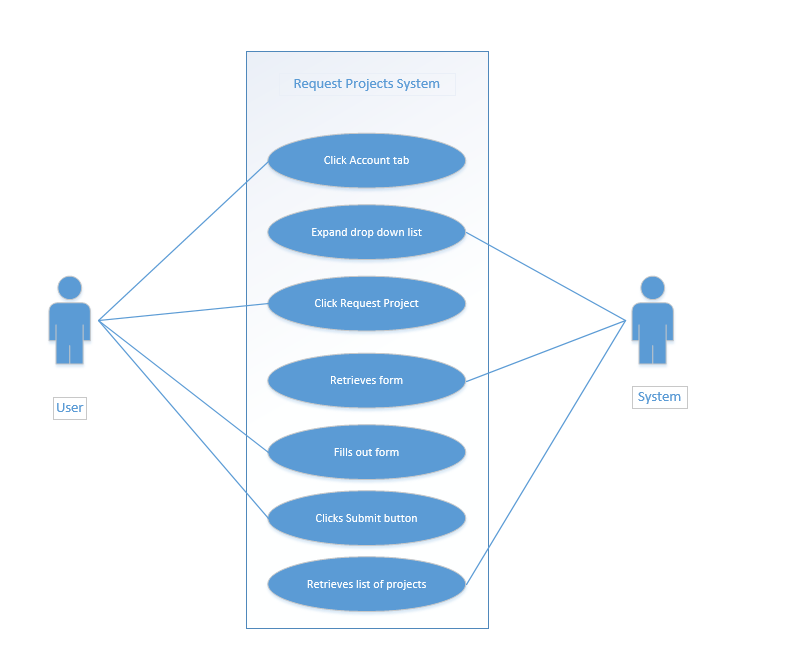 Request Projects System
Click Account tab
Expand drop down list
Click Request Project
Retrieves form
Fills out form
Clicks Submit button
Retrieves list of projects
User
System